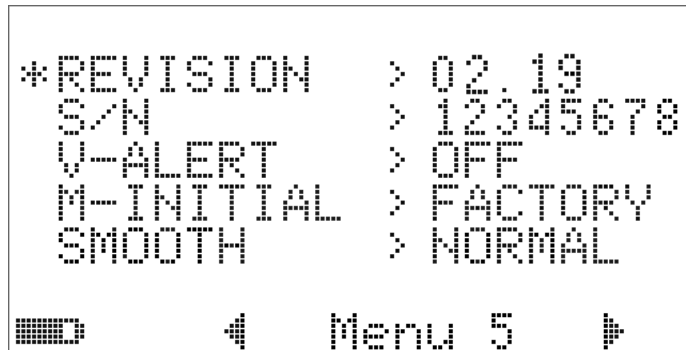 *REVISION > 02.19
S/N > 12345678
V-ALERT > OFF
M-INITIAL > FACTORY
SMOOTH > NORMAL
Menu 5